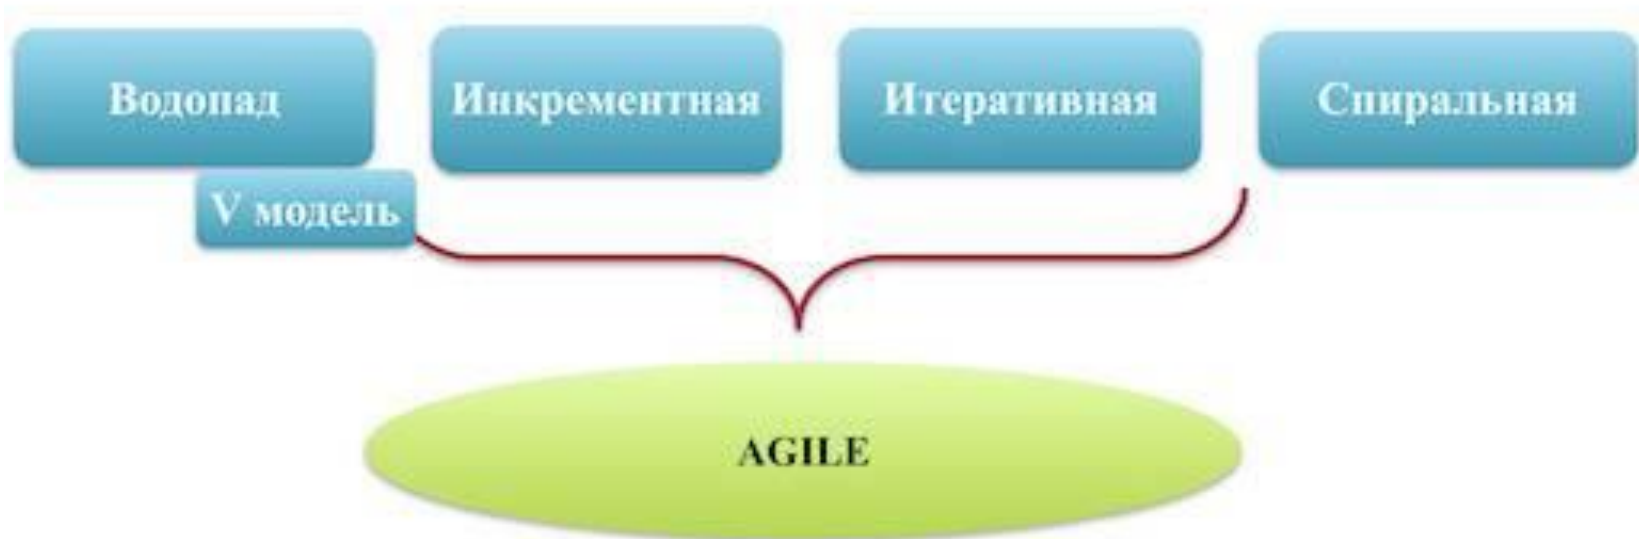 Водопад
Инкрементная
Итеративная
Спиральная
V модель
AGILE